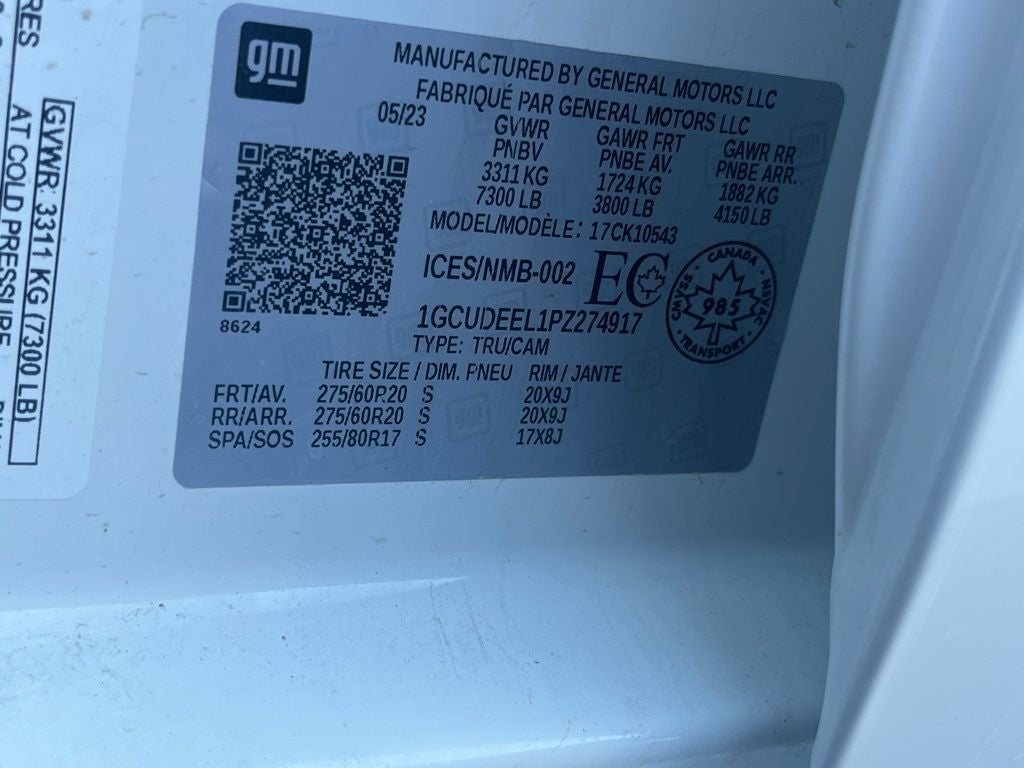 RES
AT COLD PRESSURE
GVWR: 3311 KG (7300 LB)
gm
MANUFACTURED BY GENERAL MOTORS LLC
FABRIQUÉ PAR GENERAL MOTORS LLC
05/23
GVWR GAWR FRT GAWR RR
PNBV PNBE AV. PNBE ARR.
3311 KG 1724 KG 1882 KG
7300 LB 3800 LB 4150 LB
MODEL/MODÈLE: 17CK10543
ICES/NMB-002 EC
CANADA
CMVSS NSVAC
985
TRANSPORT
8624
1GCUDEEL1PZ274917
TYPE: TRU/CAM
TIRE SIZE / DIM. PNEU RIM / JANTE
FRT/AV. 275/60R20 S 20X9J
RR/ARR. 275/60R20 S 20X9J
SPA/SOS 255/80R17 S 17X8J